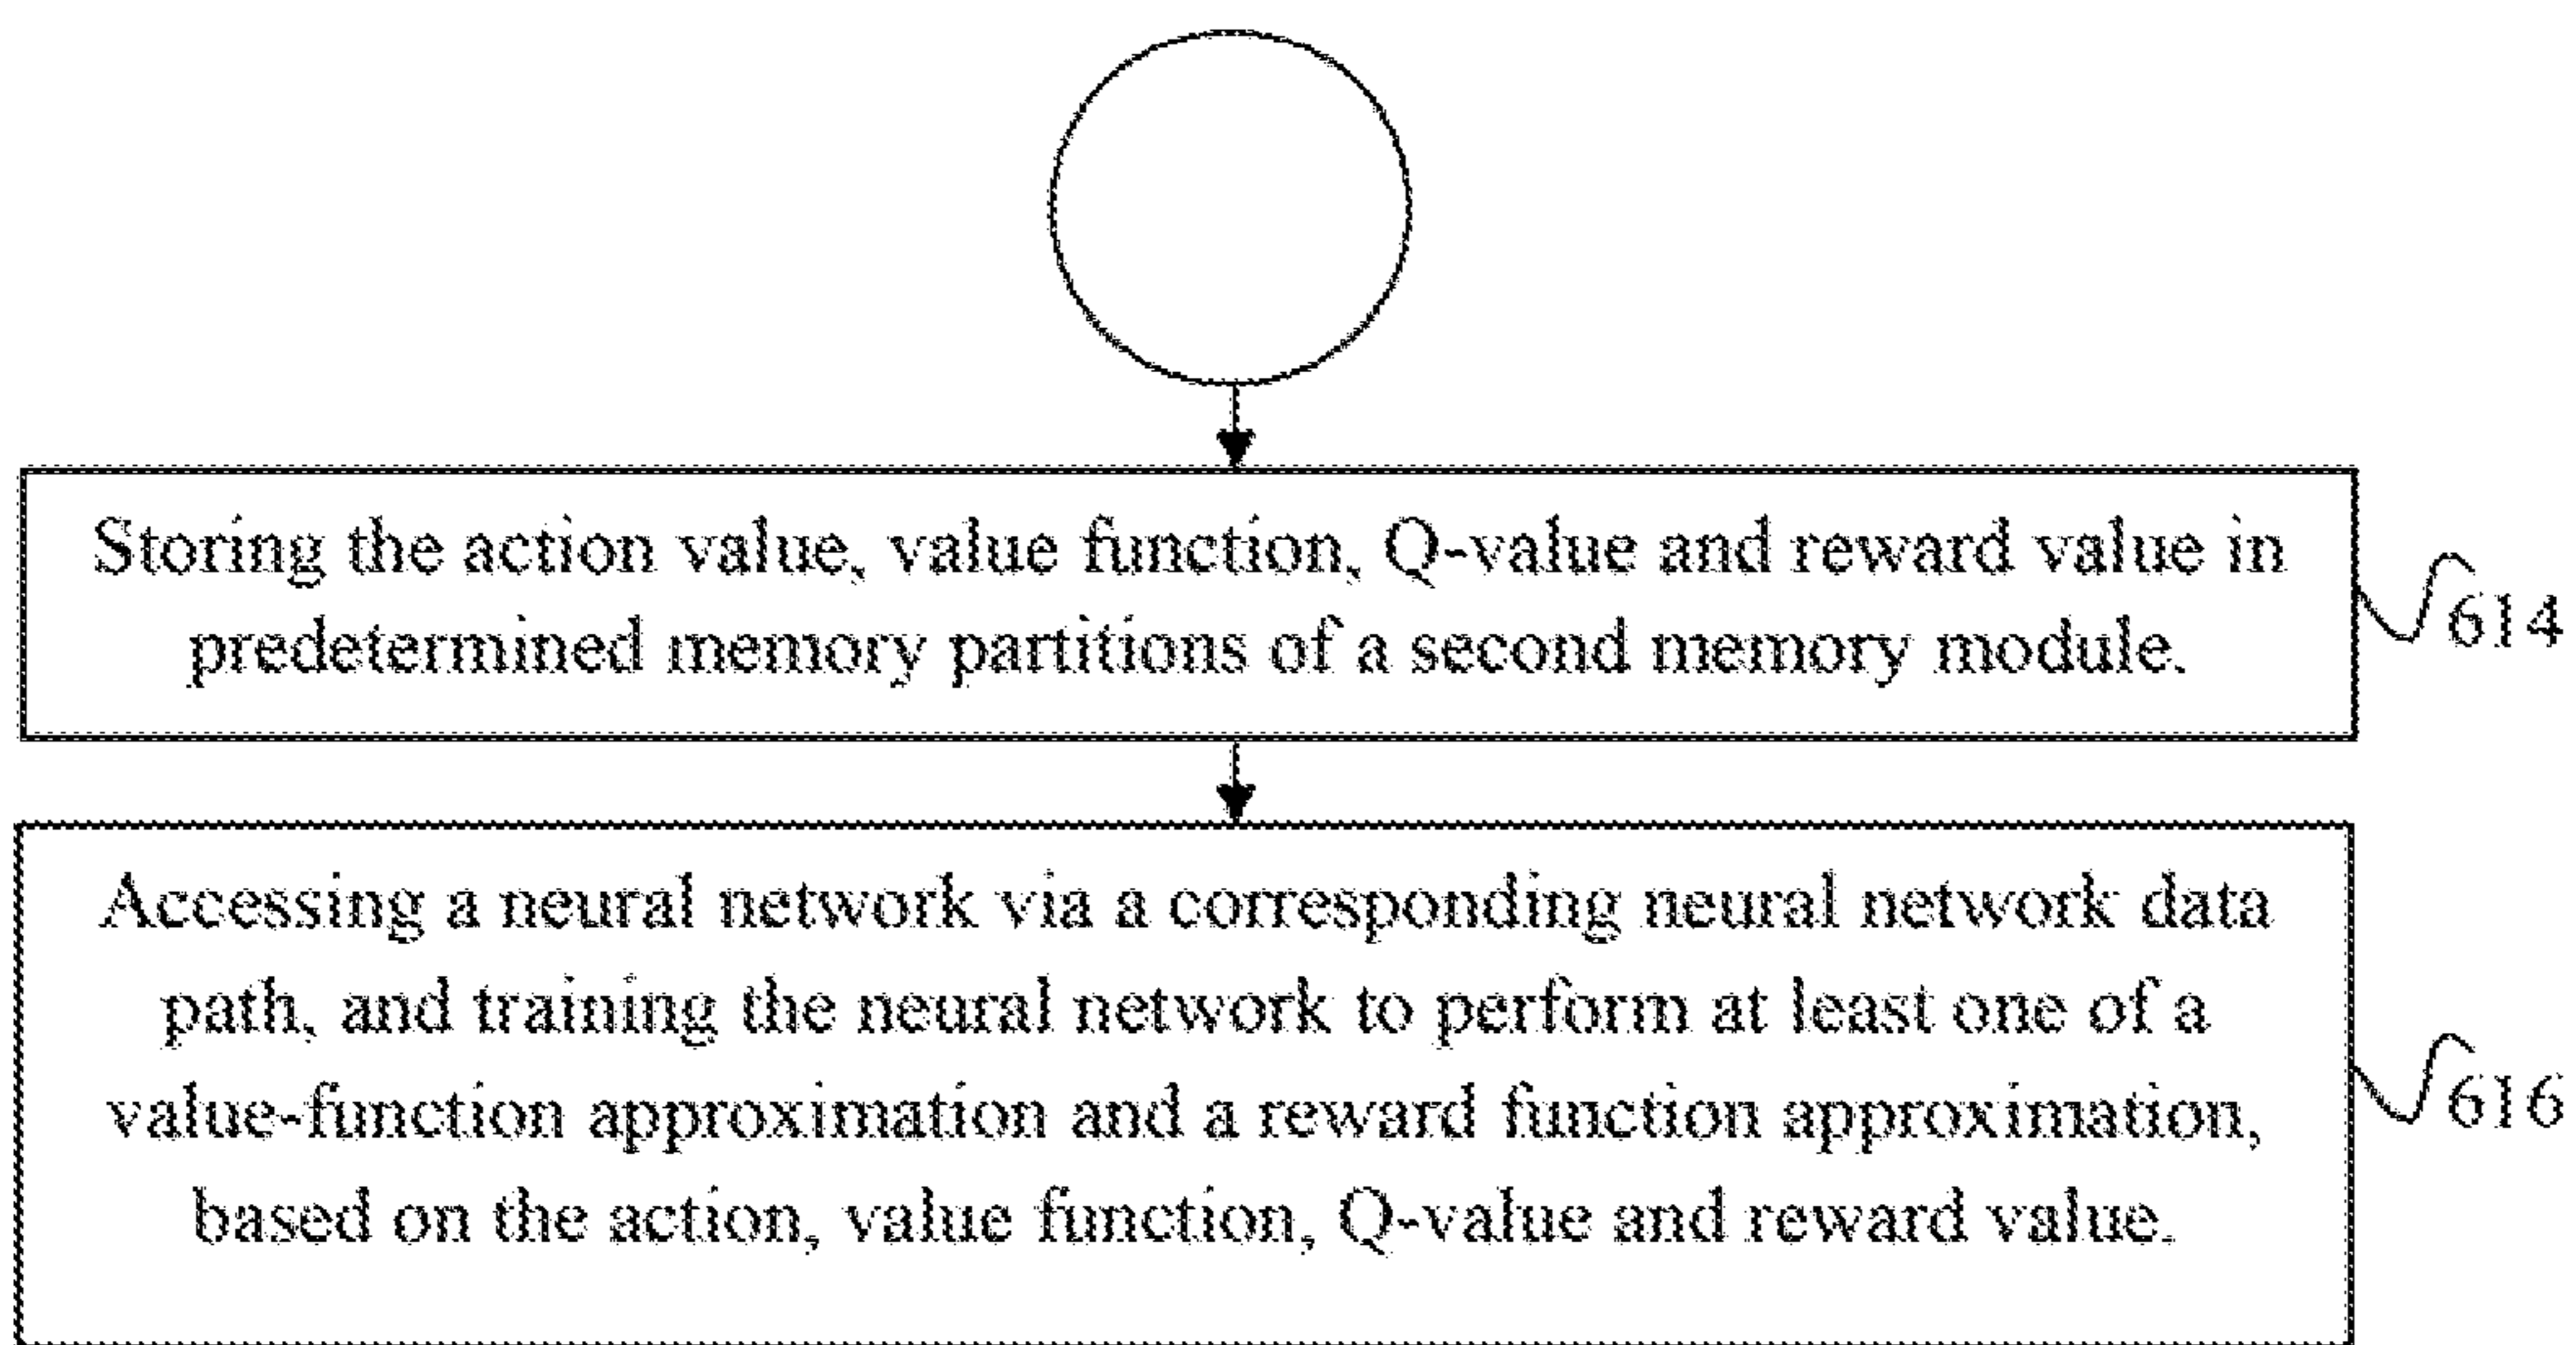 Storing the action value, value function, Q-value and reward value in
predetermined memory partitions of a second memory module.
614
Accessing a neural network via a corresponding neural network data
path, and training the neural network to perform at least one of a
value-function approximation and a reward function approximation,
based on the action, value function, Q-value and reward value.
616